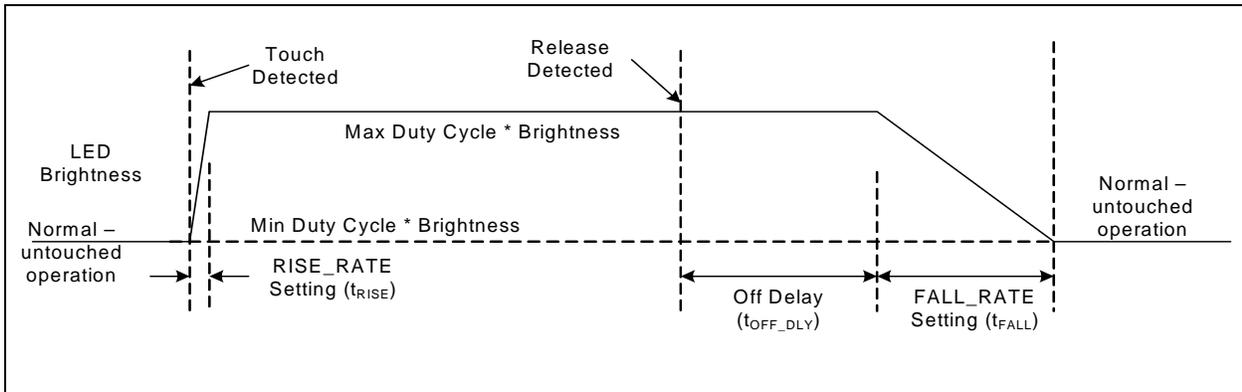 Touch
Detected
Release
Detected
Max Duty Cycle * Brightness
LED
Brightness
Normal –
untouched
operation
Min Duty Cycle * Brightness
Normal –
untouched
operation
RISE_RATE
Setting (tRISE)
Off Delay
(tOFF_DLY)
FALL_RATE
Setting (tFALL)